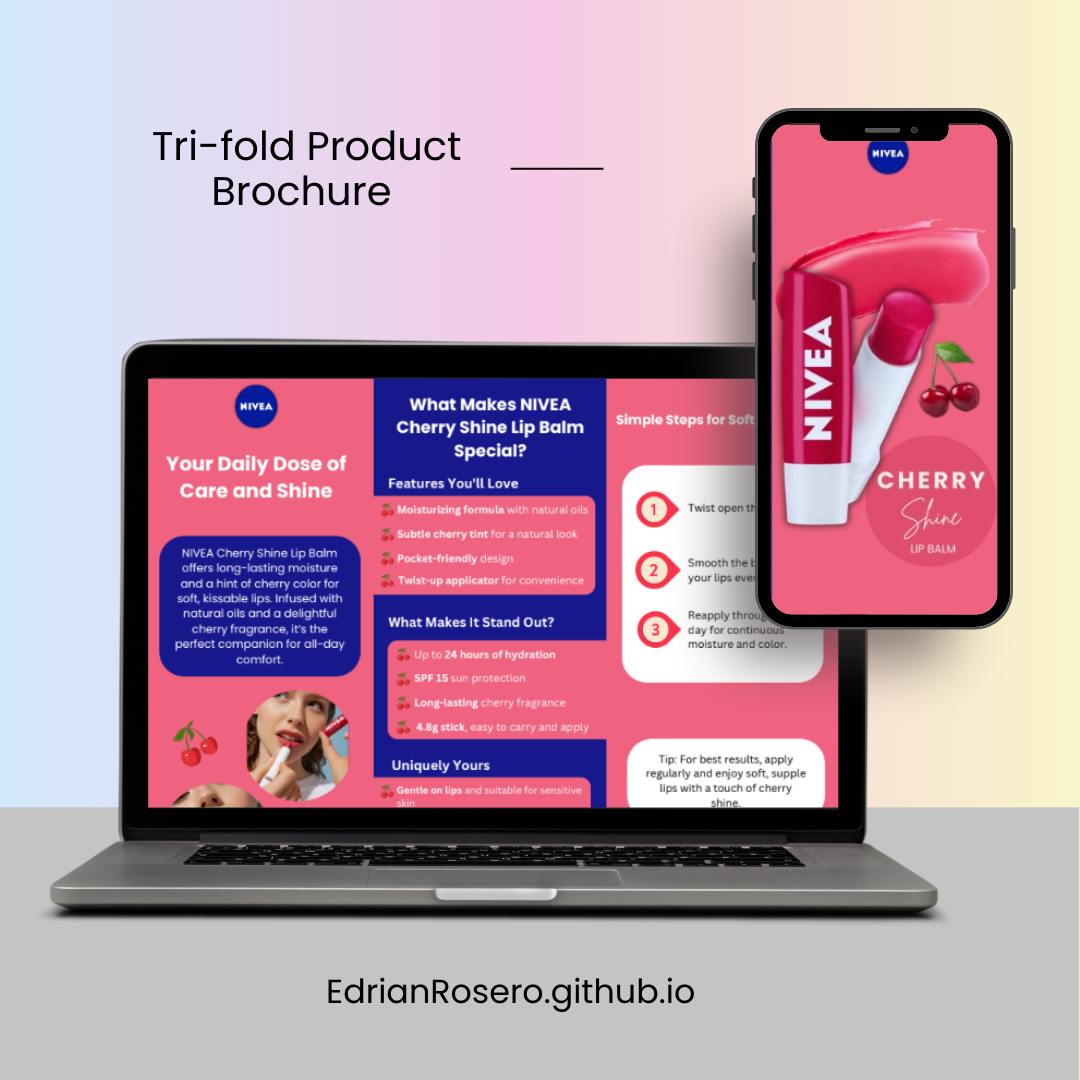 Tri-fold Product
Brochure
NIVEA
NIVEA
CHERRY
Shine
LIP BALM
NIVEA
Your Daily Dose of
Care and Shine
NIVEA Cherry Shine Lip Balm
offers long-lasting moisture
and a hint of cherry color for
soft, kissable lips. Infused with
natural oils and a delightful
cherry fragrance, it's the
perfect companion for all-day
comfort.
What Makes NIVEA
Cherry Shine Lip Balm
Special?
Features You'll Love
Moisturizing formula with natural oils
Subtle cherry tint for a natural look
Pocket-friendly design
Twist-up applicator for convenience
What Makes It Stand Out?
Up to 24 hours of hydration
SPF 15 sun protection
Long-lasting cherry fragrance
4.8g stick, easy to carry and apply
Uniquely Yours
Gentle on lips and suitable for sensitive
skin
Simple Steps for Soft
1
Twist open
2
Smooth the
your lips
3
Reapply
day for continuous
moisture and color.
Tip: For best results, apply
regularly and enjoy soft, supple
lips with a touch of cherry
shine.
EdrianRosero.github.io